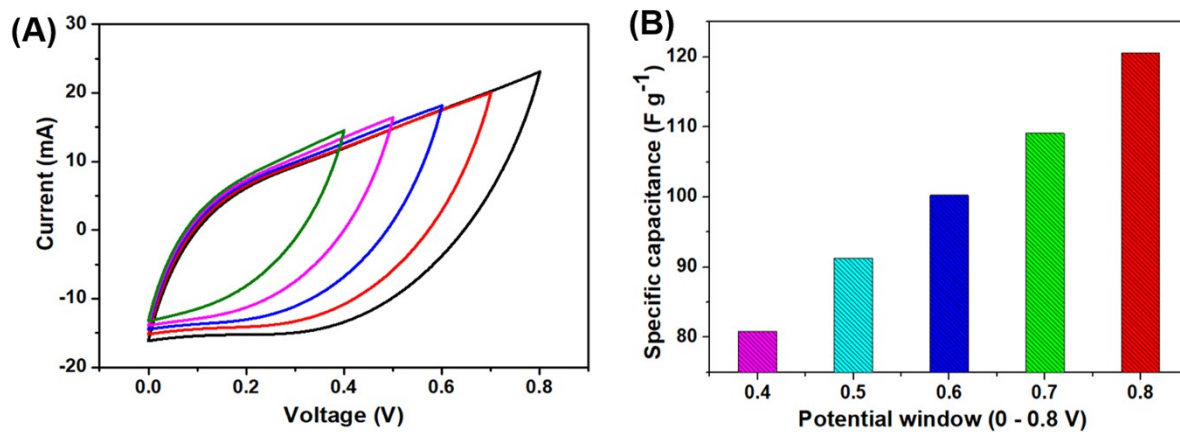 (A)
30
20
10
0
-10
-20
Current (mA)
0.0 0.2 0.4 0.6 0.8
Voltage (V)
(B)
120
110
100
90
80
Specific capacitance (F g⁻¹)
0.4 0.5 0.6 0.7 0.8
Potential window (0 - 0.8 V)